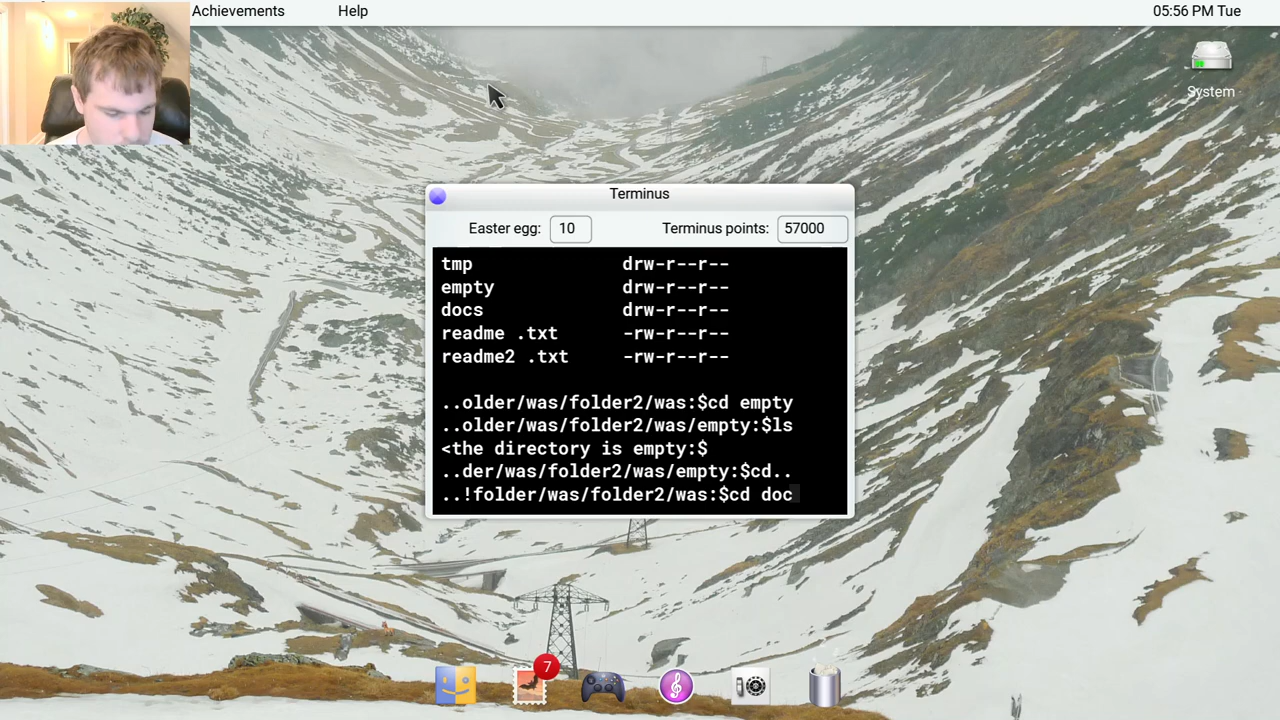 Achievements Help 05:56 PM Tue
System
Terminus
Easter egg: 10 Terminus points: 57000
tmp drw-r--r--
empty drw-r--r--
docs drw-r--r--
readme .txt -rw-r--r--
readme2 .txt -rw-r--r--
..older/was/folder2/was:$cd empty
..older/was/folder2/was/empty:$ls
<the directory is empty:$
..der/was/folder2/was/empty:$cd..
..!folder/was/folder2/was:$cd doc
7